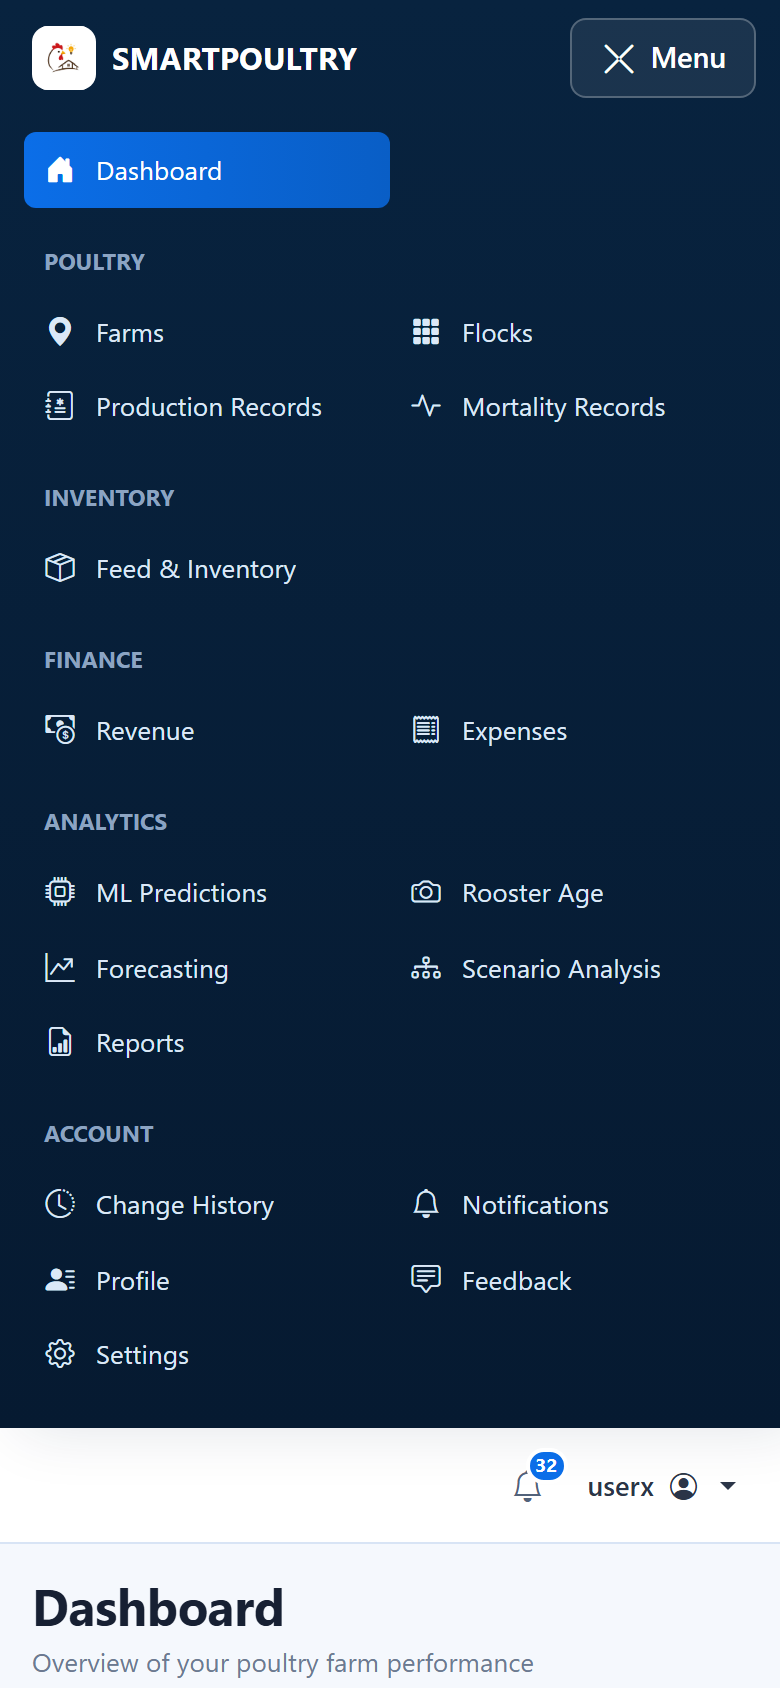 SMARTPOULTRY
Menu
Dashboard
POULTRY
Farms
Flocks
Production Records
Mortality Records
INVENTORY
Feed & Inventory
FINANCE
Revenue
Expenses
ANALYTICS
ML Predictions
Rooster Age
Forecasting
Scenario Analysis
Reports
ACCOUNT
Change History
Notifications
Profile
Feedback
Settings
32
userx
Dashboard
Overview of your poultry farm performance